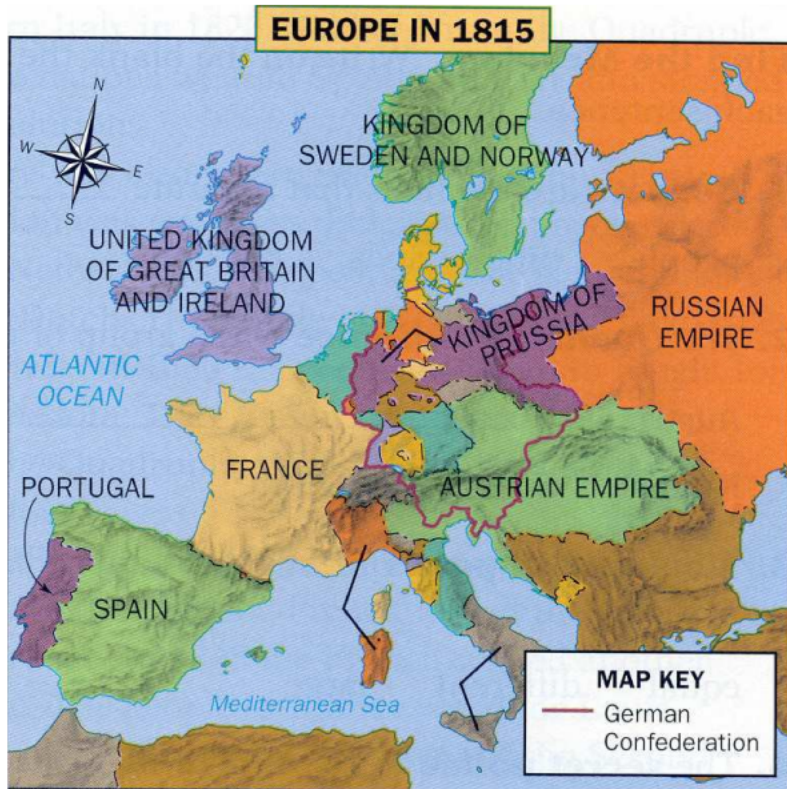 EUROPE IN 1815
N
W
E
S
KINGDOM OF
SWEDEN AND NORWAY
UNITED KINGDOM
OF GREAT BRITAIN
AND IRELAND
KINGDOM OF
PRUSSIA
RUSSIAN
EMPIRE
ATLANTIC
OCEAN
FRANCE
AUSTRIAN EMPIRE
PORTUGAL
SPAIN
Mediterranean Sea
MAP KEY
German
Confederation